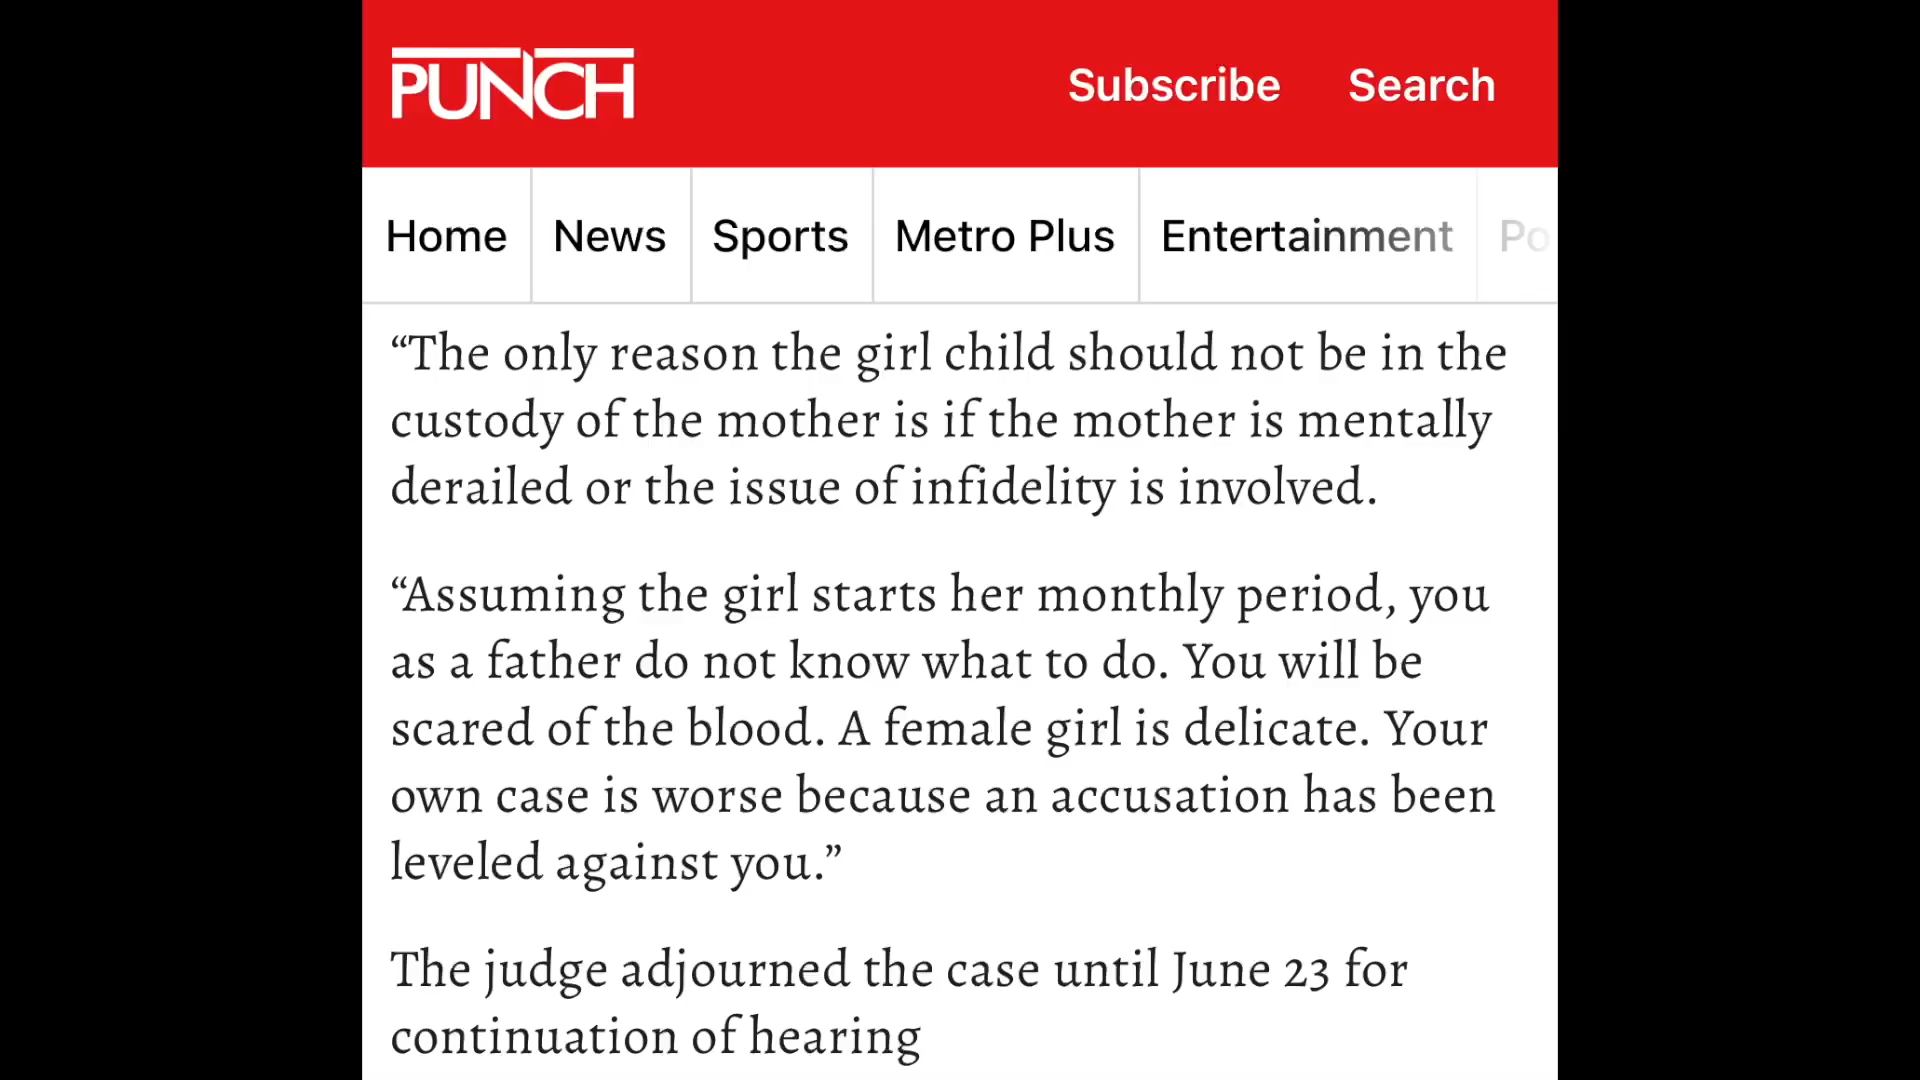 PUNCH
Subscribe
Search
Home
News
Sports
Metro Plus
Entertainment
Po
“The only reason the girl child should not be in the
custody of the mother is if the mother is mentally
derailed or the issue of infidelity is involved.
“Assuming the girl starts her monthly period, you
as a father do not know what to do. You will be
scared of the blood. A female girl is delicate. Your
own case is worse because an accusation has been
leveled against you.”
The judge adjourned the case until June 23 for
continuation of hearing